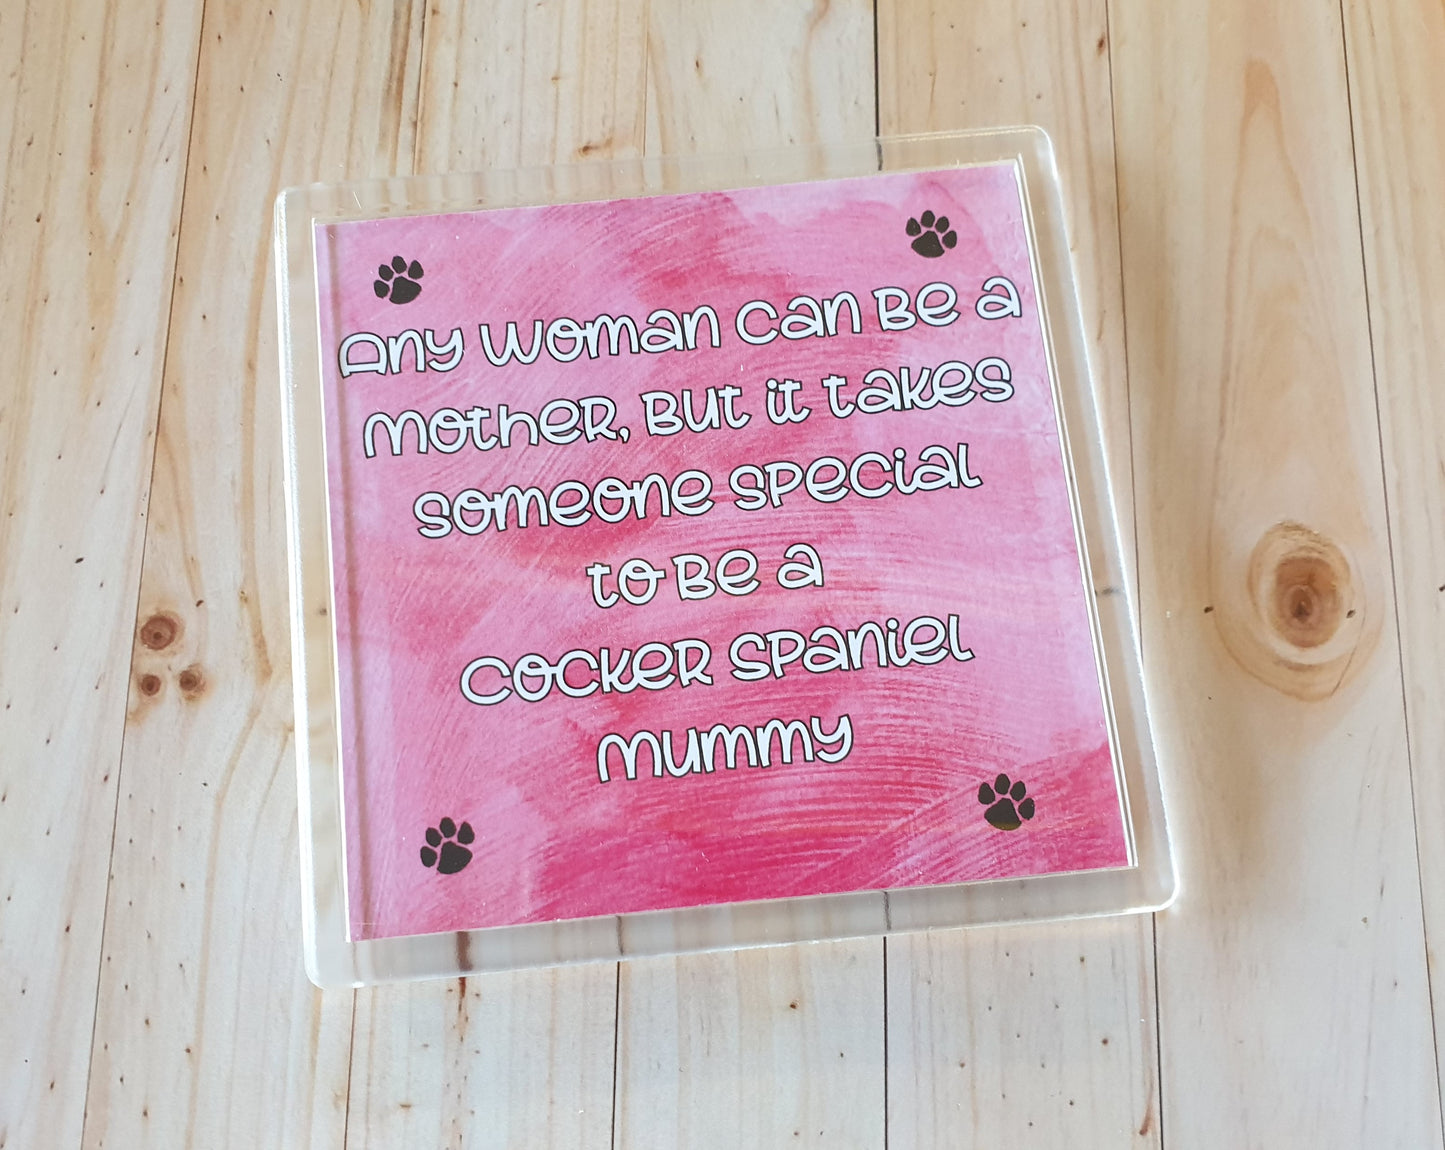 Any woman can be a
mother, but it takes
someone special
to be a
cocker spaniel
mummy